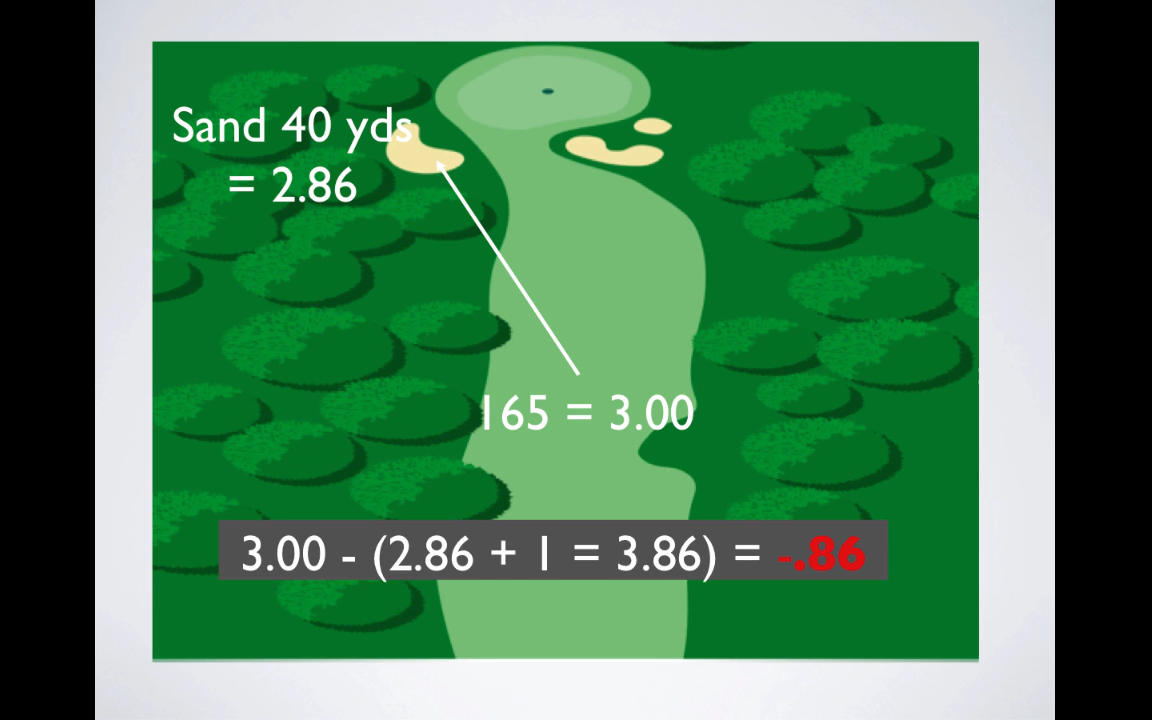 Sand 40 yds
= 2.86
165 = 3.00
3.00 - (2.86 + 1 = 3.86) = -.86